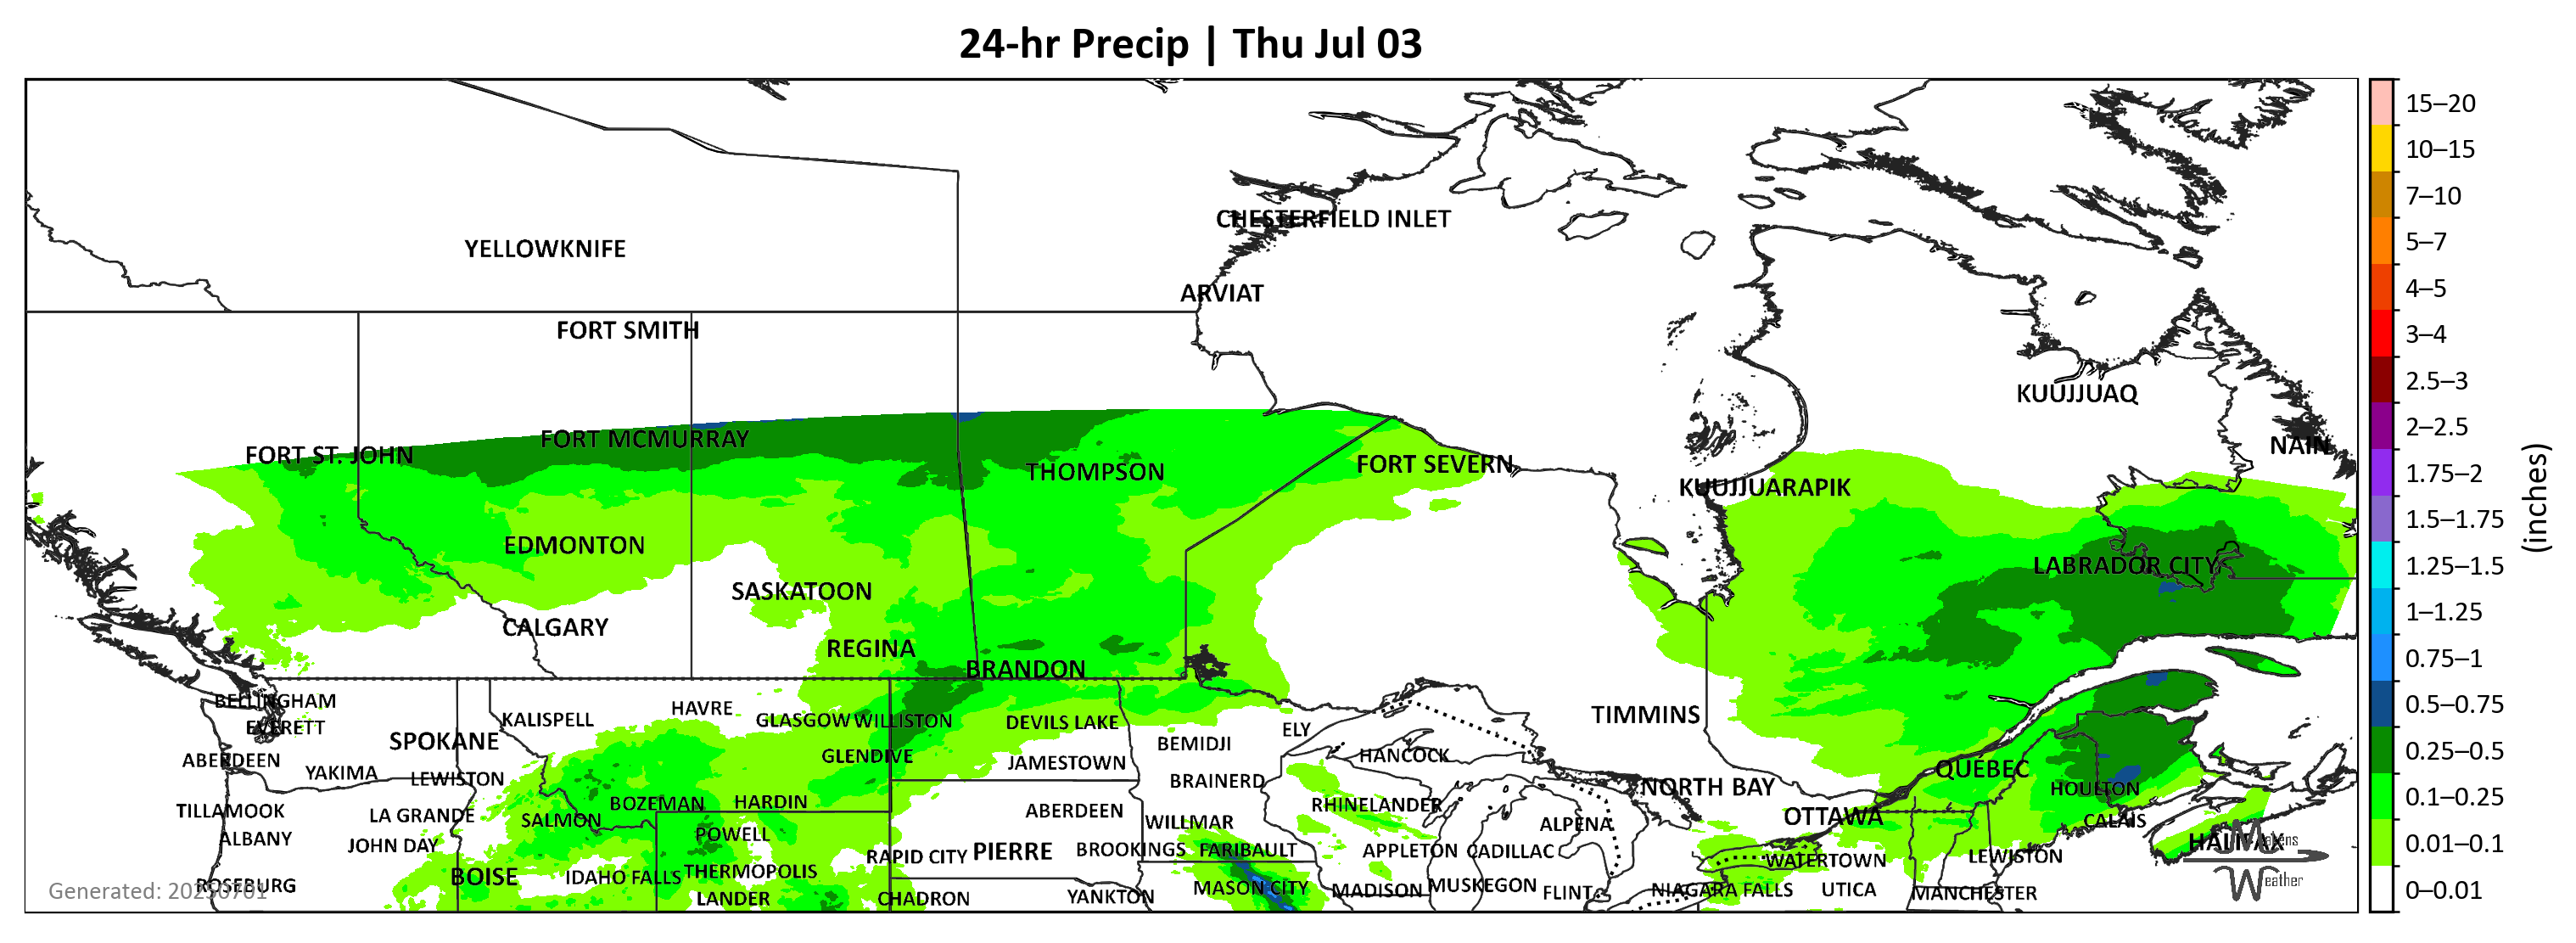 24-hr Precip | Thu Jul 03
CHESTERFIELD INLET
YELLOWKNIFE
ARVIAT
FORT SMITH
KUUJJUAQ
FORT MCMURRAY
NAIN
FORT ST. JOHN
THOMPSON
FORT SEVERN
KUUJJUARAPIK
EDMONTON
LABRADOR CITY
SASKATOON
CALGARY
REGINA
BRANDON
BELLINGHAM
HAVRE
KALISPELL
GLASGOW WILLISTON
DEVILS LAKE
TIMMINS
EVERETT
ELY
SPOKANE
BEMIDJI
GLENDIVE
HANCOCK
ABERDEEN
JAMESTOWN
QUÉBEC
YAKIMA
LEWISTON
BRAINERD
NORTH BAY
HOULTON
BOZEMAN
HARDIN
RHINELANDER
TILLAMOOK
LA GRANDE
SALMON
ABERDEEN
WILLMAR
ALPENA
OTTAWA
CALAIS
ALBANY
POWELL
HALIFAX
JOHN DAY
RAPID CITY
PIERRE
BROOKINGS
FARIBAULT
APPLETON
CADILLAC
WATERTOWN
LEWISTON
BOISE
IDAHO FALLS
THERMOPOLIS
ROSEBURG
MASON CITY
MADISON
MUSKEGON
FLINT
NIAGARA FALLS
UTICA
MANCHESTER
LANDER
CHADRON
YANKTON
Generated: 20250701
Weather
15–20
10–15
7–10
5–7
4–5
3–4
2.5–3
2–2.5
1.75–2
1.5–1.75
1.25–1.5
1–1.25
0.75–1
0.5–0.75
0.25–0.5
0.1–0.25
0.01–0.1
0–0.01
(inches)